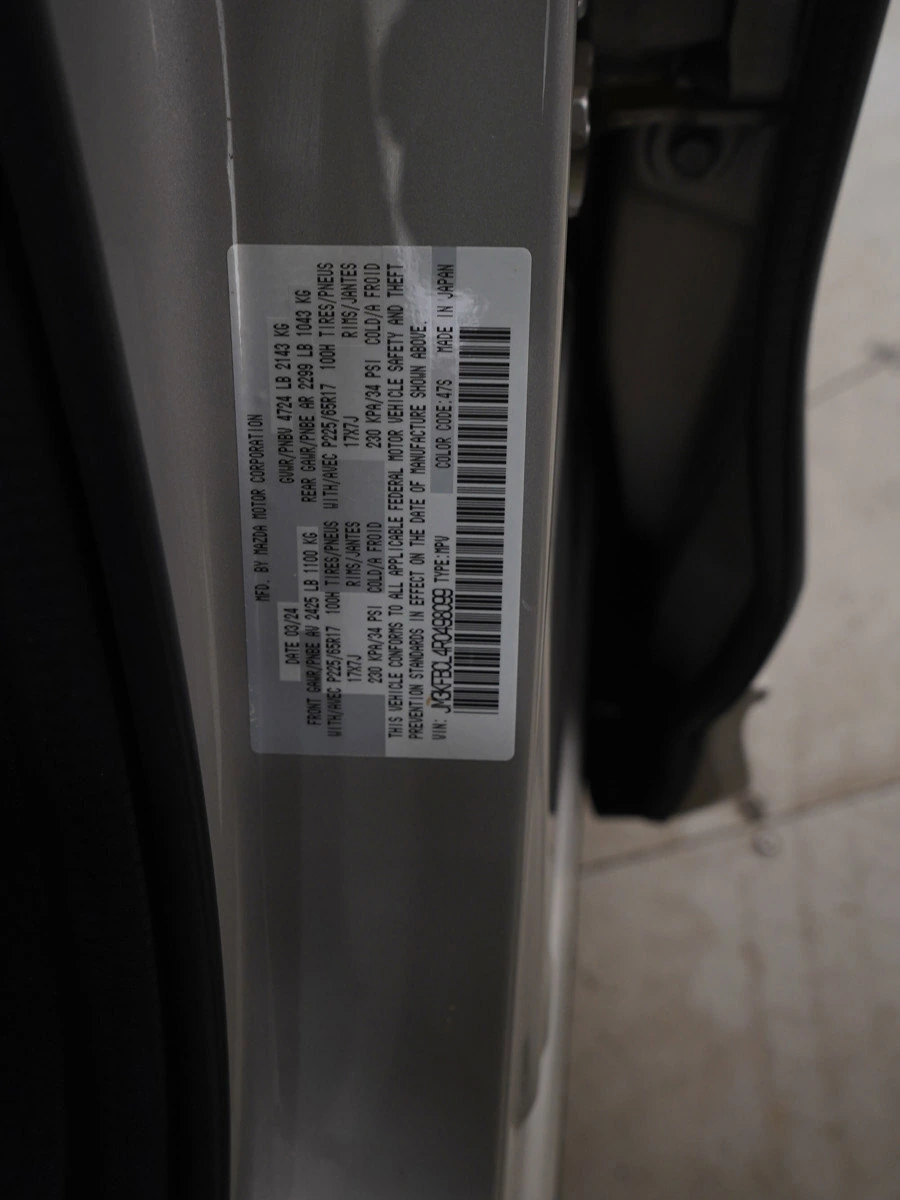 MFD. BY MAZDA MOTOR CORPORATION
DATE 03/24 GVWR/PNBV 4724 LB 2143 KG
FRONT GAWR/PNBE AV 2425 LB 1100 KG REAR GAWR/PNBE AR 2299 LB 1043 KG
WITH/AVEC P225/65R17 100H TIRES/PNEUS WITH/AVEC P225/65R17 100H TIRES/PNEUS
17X7J RIMS/JANTES 17X7J RIMS/JANTES
230 KPA/34 PSI COLD/A FROID 230 KPA/34 PSI COLD/A FROID
THIS VEHICLE CONFORMS TO ALL APPLICABLE FEDERAL MOTOR VEHICLE SAFETY AND THEFT
PREVENTION STANDARDS IN EFFECT ON THE DATE OF MANUFACTURE SHOWN ABOVE.
VIN: JM3KFBCL4R0498099 TYPE:MPV COLOR CODE:47S MADE IN JAPAN